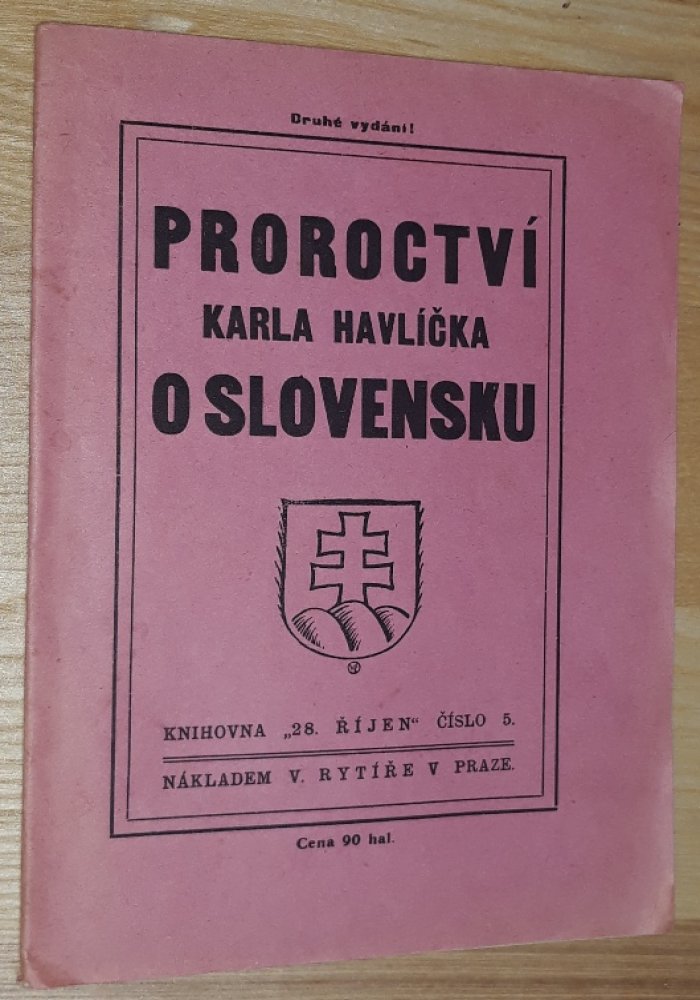 Druhé vydání!
PROROCTVÍ
KARLA HAVLÍČKA
O SLOVENSKU
KNIHOVNA „28. ŘÍJEN“ ČÍSLO 5.
NÁKLADEM V. RYTÍŘE V PRAZE.
Cena 90 hal.